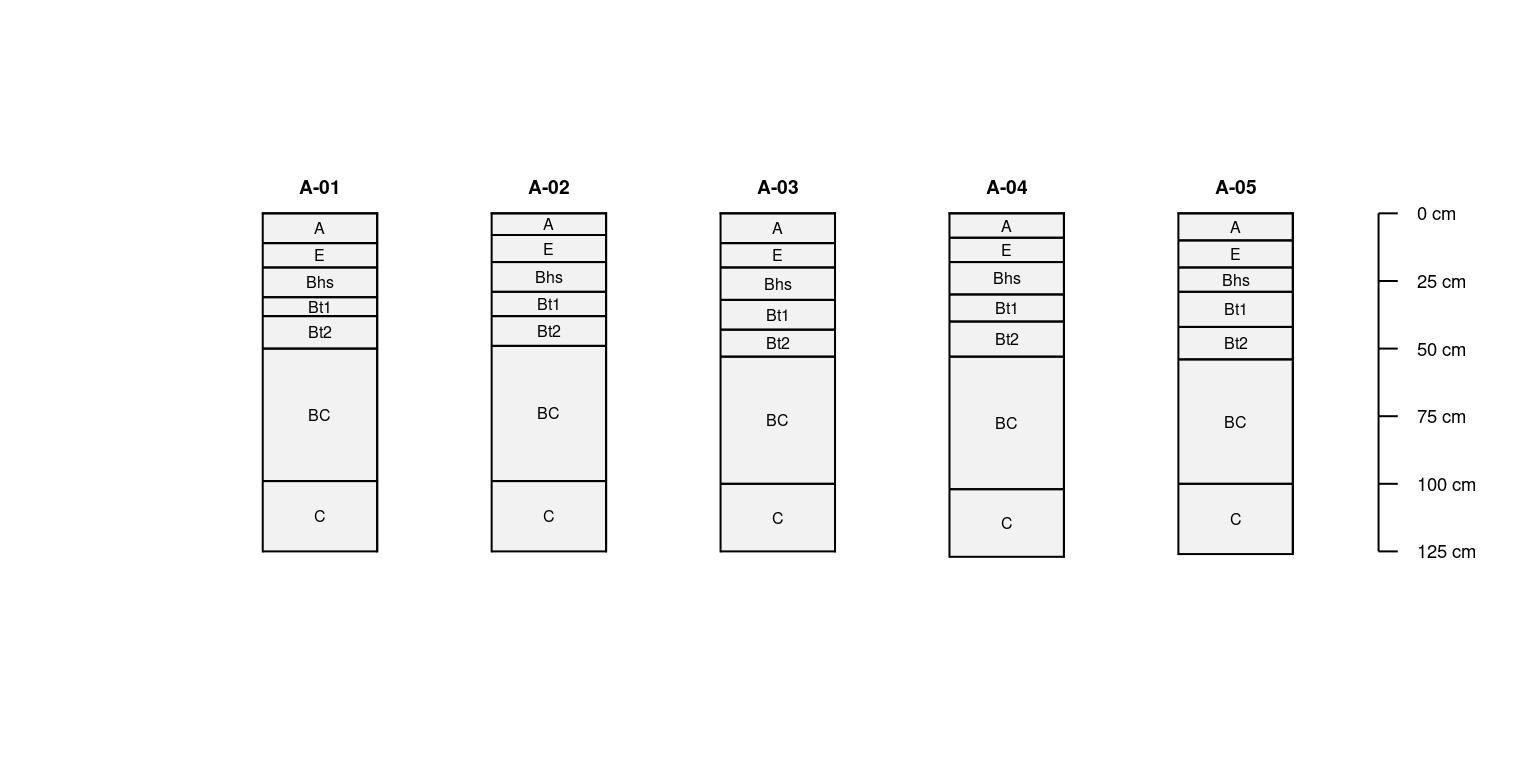 A-01 A-02 A-03 A-04 A-05
A A A A A
E E E E E
Bhs Bhs Bhs Bhs Bhs
Bt1 Bt1 Bt1 Bt1 Bt1
Bt2 Bt2 Bt2 Bt2 Bt2
BC BC BC BC BC
C C C C C
0 cm
25 cm
50 cm
75 cm
100 cm
125 cm